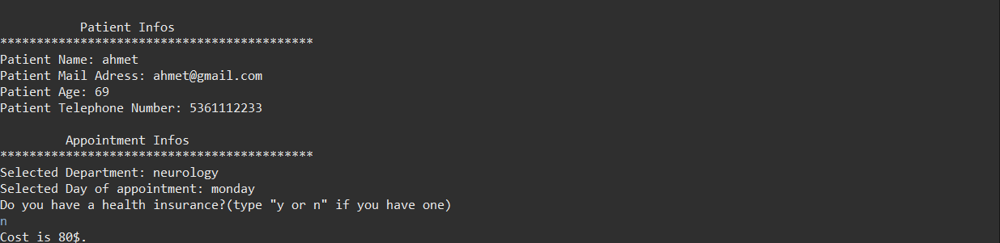 Patient Infos
*******************************************
Patient Name: ahmet
Patient Mail Adress: ahmet@gmail.com
Patient Age: 69
Patient Telephone Number: 5361112233
Appointment Infos
*******************************************
Selected Department: neurology
Selected Day of appointment: monday
Do you have a health insurance?(type "y or n" if you have one)
n
Cost is 80$.